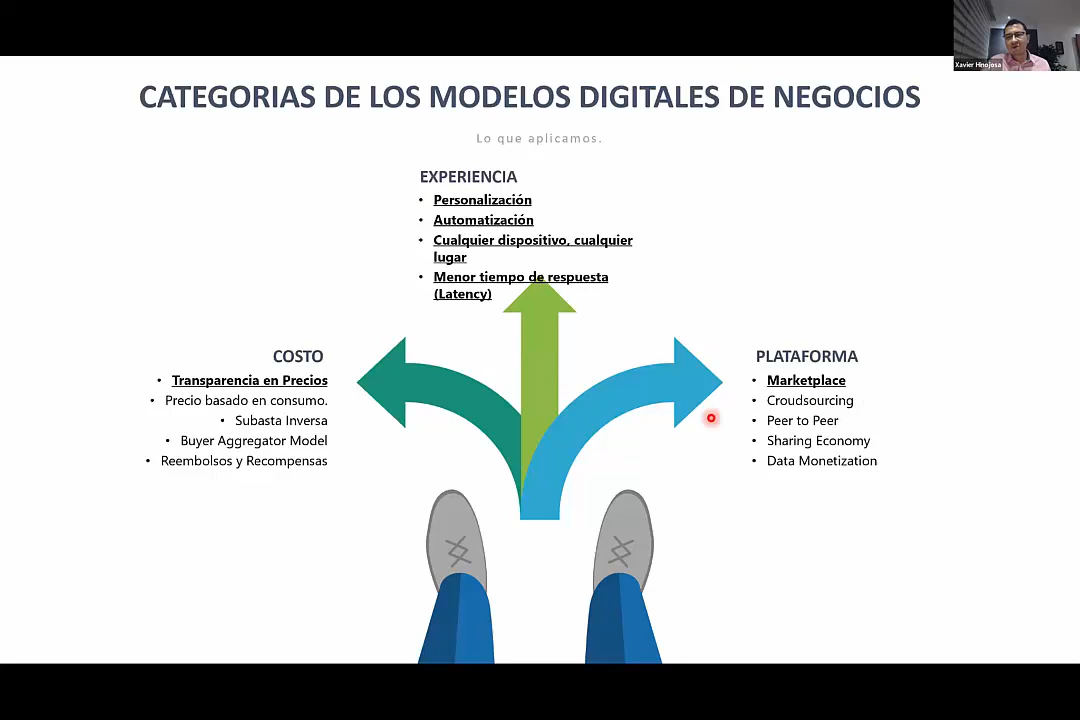 Xavier Hnojosa
CATEGORIAS DE LOS MODELOS DIGITALES DE NEGOCIOS
Lo que aplicamos.
EXPERIENCIA
• Personalización
• Automatización
• Cualquier dispositivo, cualquier
lugar
• Menor tiempo de respuesta
(Latency)
COSTO
• Transparencia en Precios
• Precio basado en consumo.
• Subasta Inversa
• Buyer Aggregator Model
• Reembolsos y Recompensas
PLATAFORMA
• Marketplace
• Croudsourcing
• Peer to Peer
• Sharing Economy
• Data Monetization